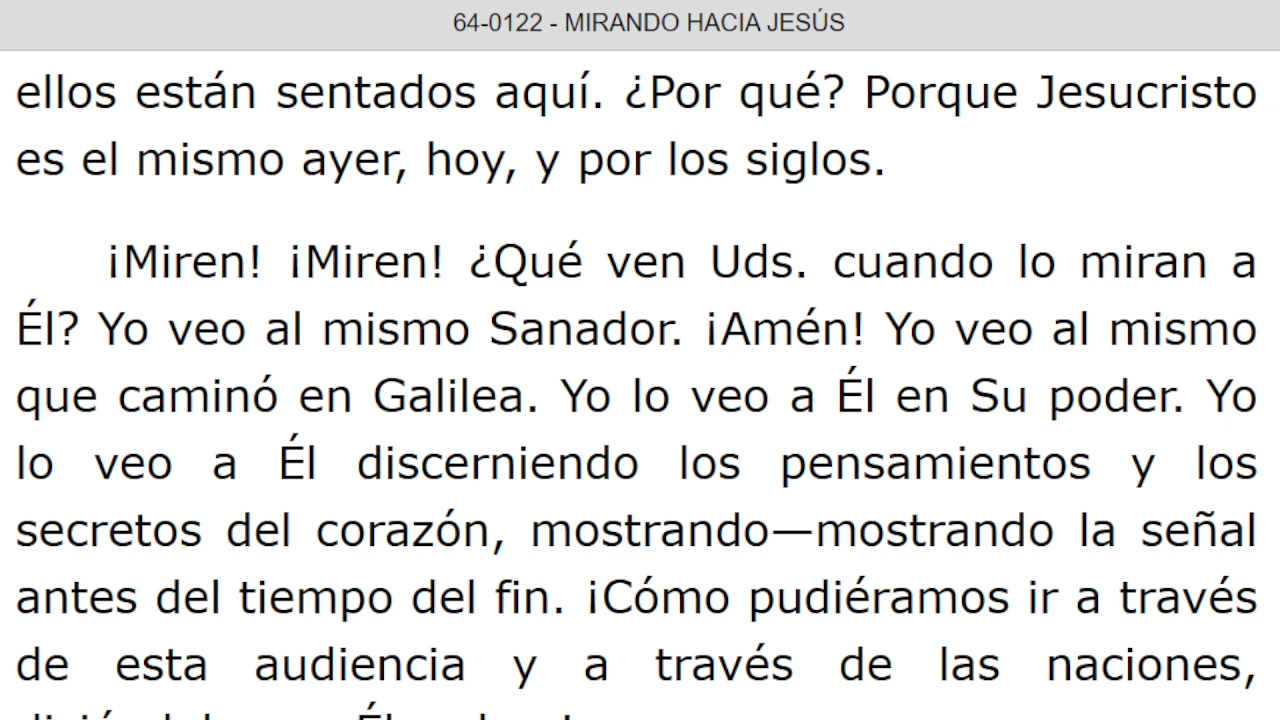 64-0122 - MIRANDO HACIA JESÚS
ellos están sentados aquí. ¿Por qué? Porque Jesucristo
es el mismo ayer, hoy, y por los siglos.
¡Miren! ¡Miren! ¿Qué ven Uds. cuando lo miran a
Él? Yo veo al mismo Sanador. ¡Amén! Yo veo al mismo
que caminó en Galilea. Yo lo veo a Él en Su poder. Yo
lo veo a Él discerniendo los pensamientos y los
secretos del corazón, mostrando—mostrando la señal
antes del tiempo del fin. ¡Cómo pudiéramos ir a través
de esta audiencia y a través de las naciones,